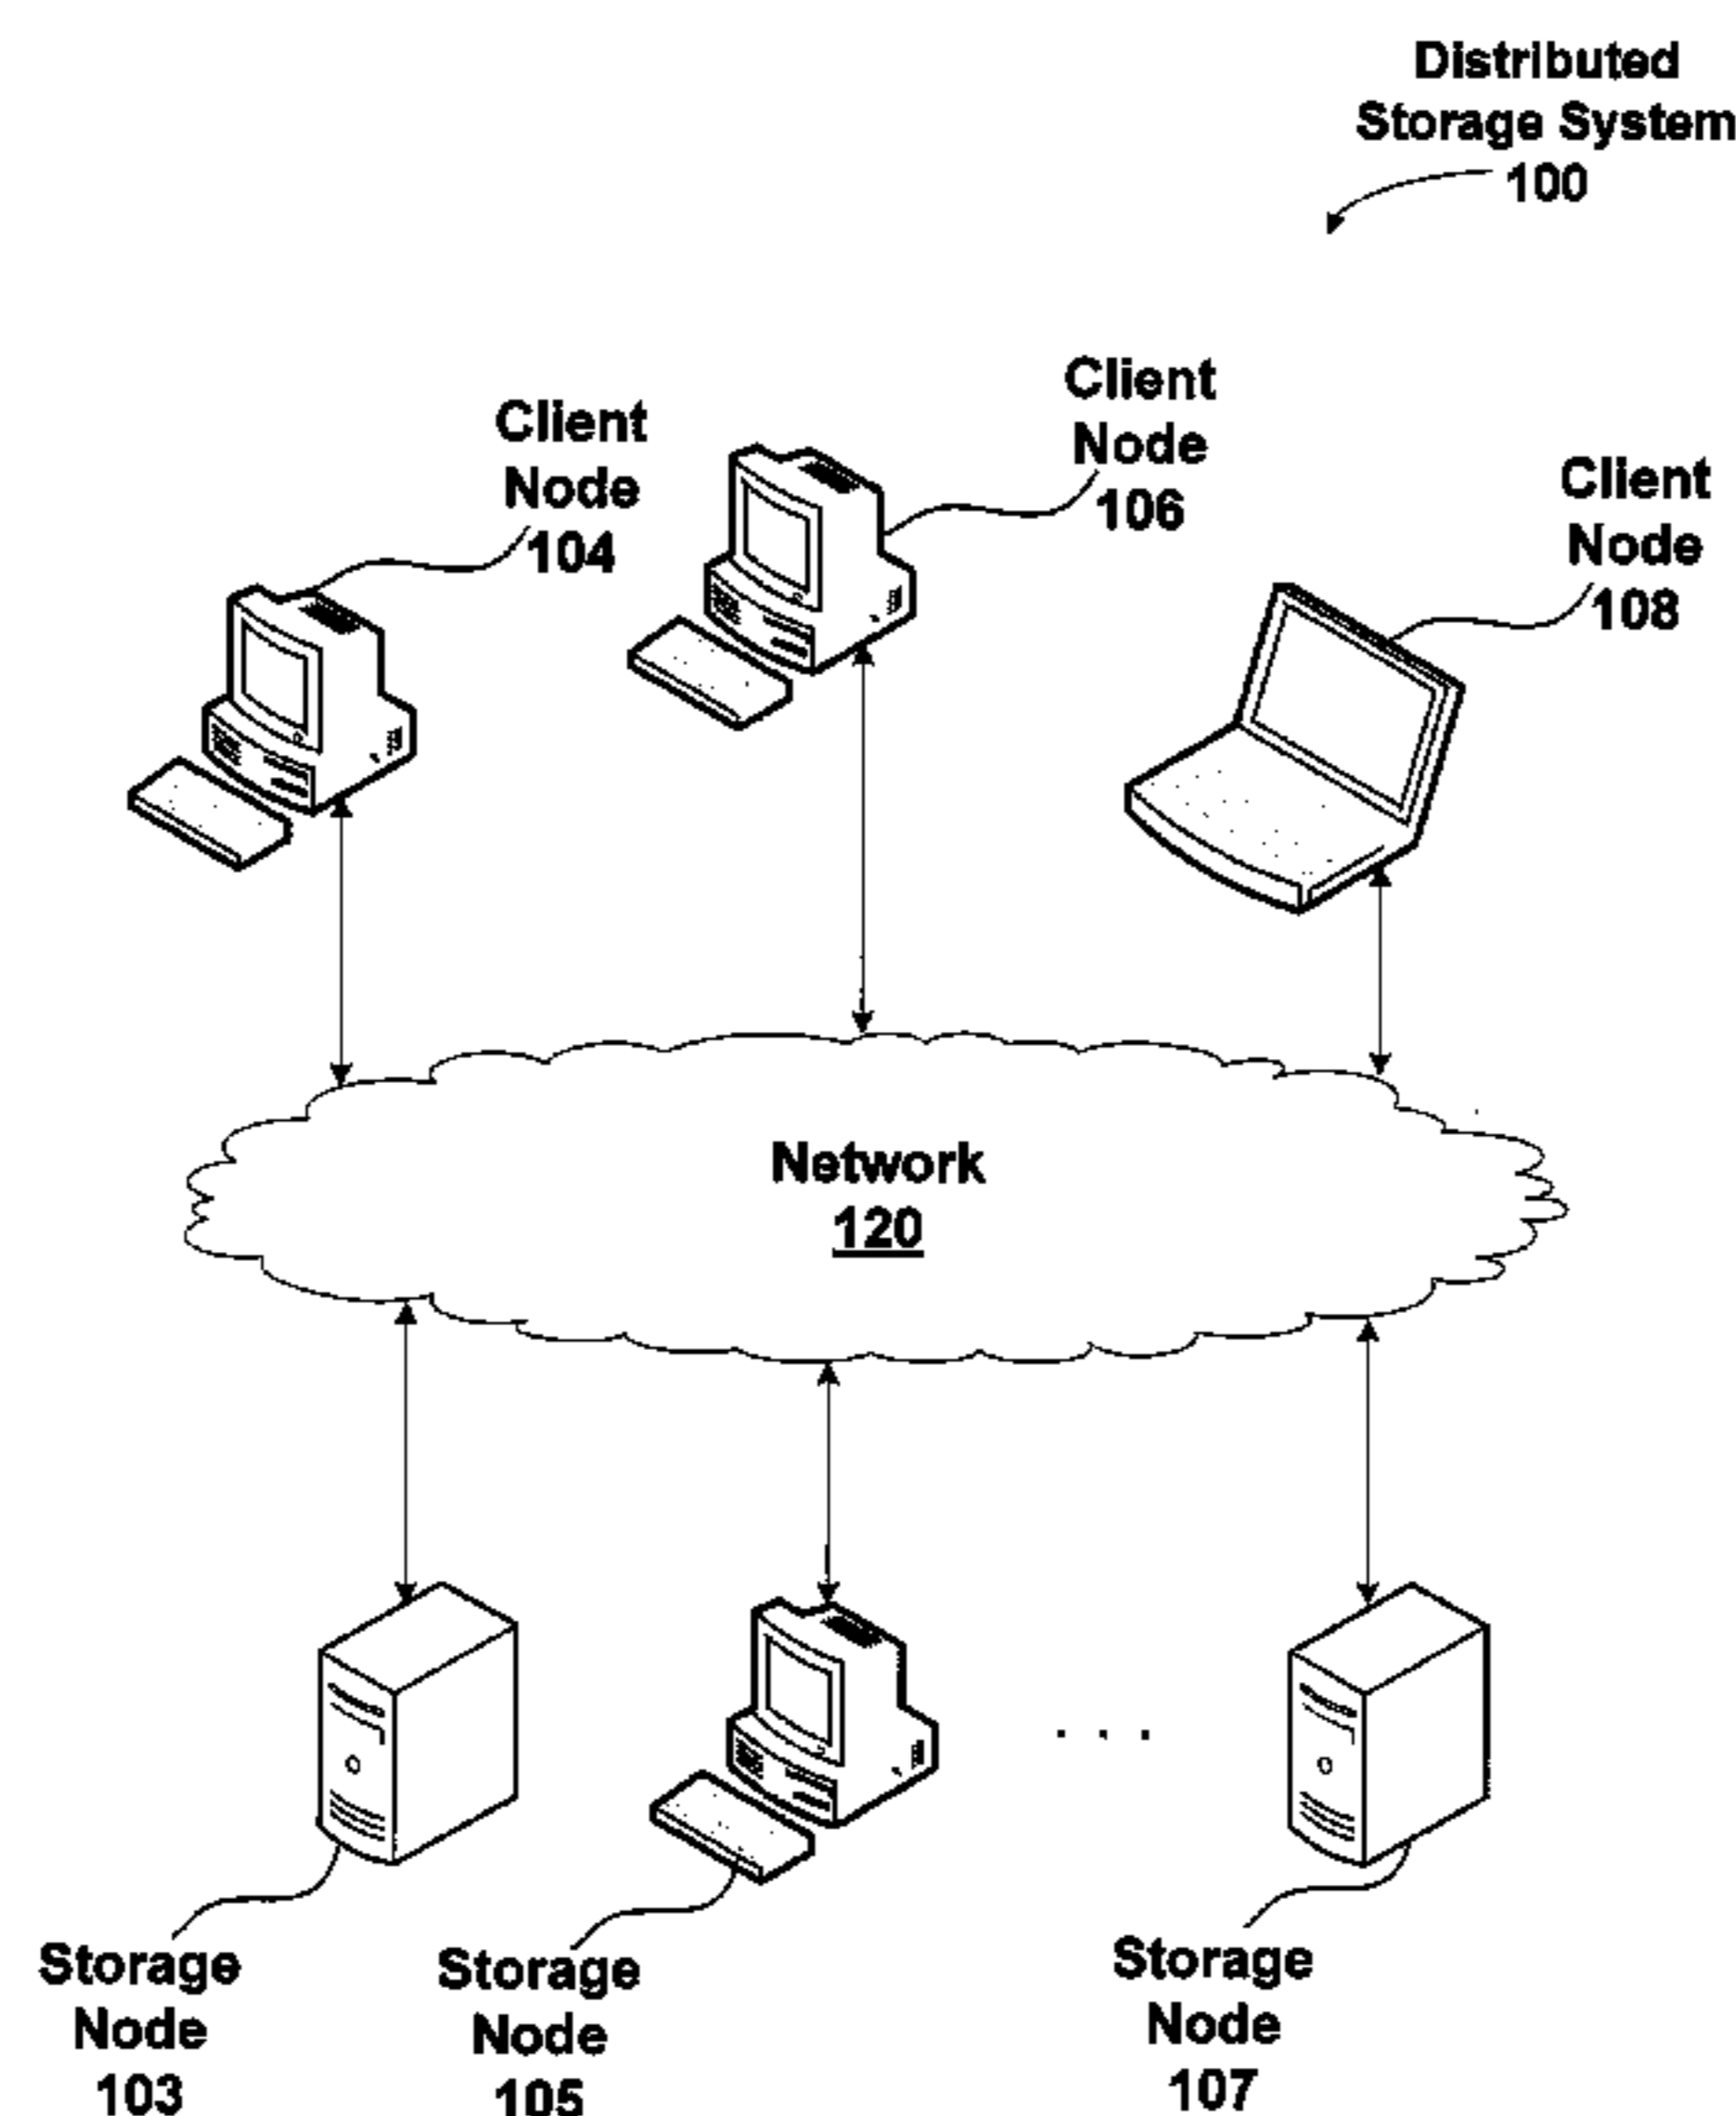 Distributed
Storage System
100
Client
Node
104
Client
Node
106
Client
Node
108
Network
120
Storage
Node
103
Storage
Node
105
. . .
Storage
Node
107